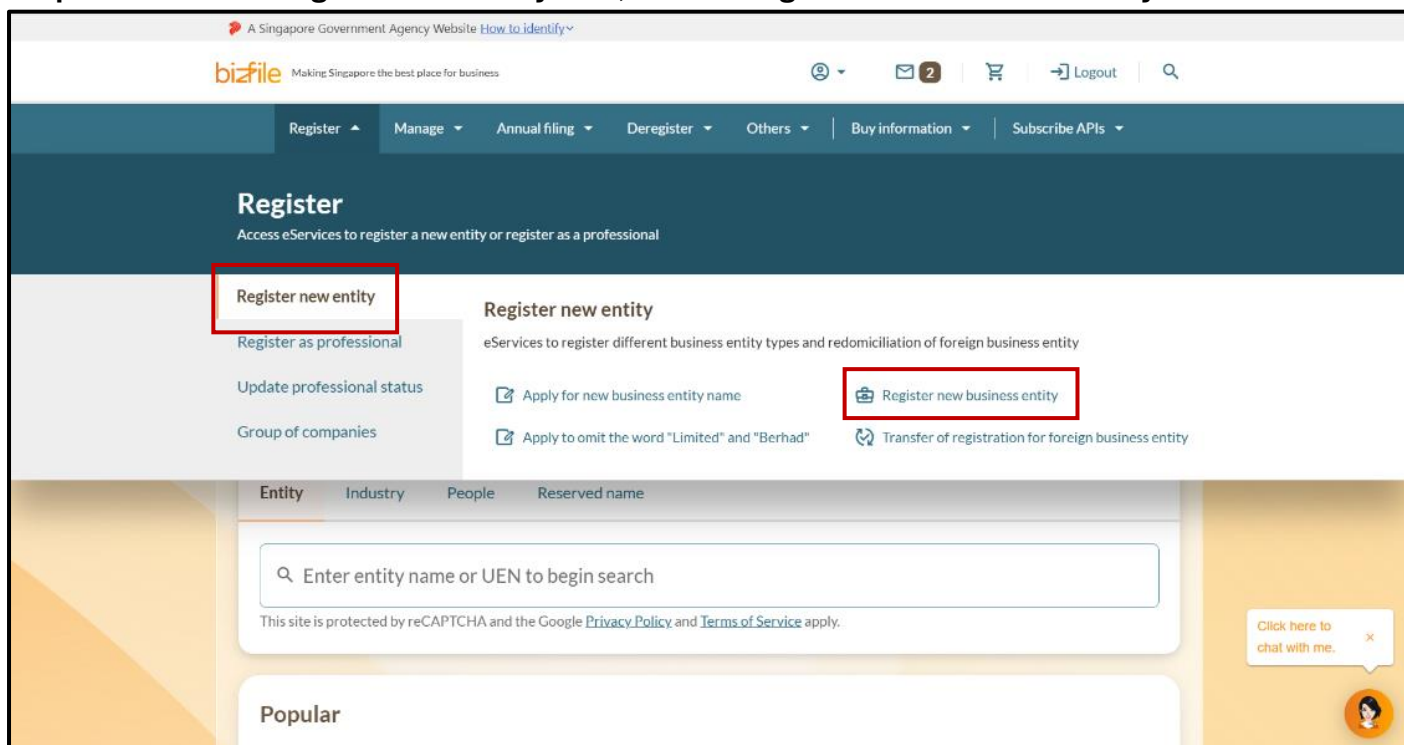 A Singapore Government Agency Website How to identify
bizfile Making Singapore the best place for business 2 Logout
Register Manage Annual filing Deregister Others Buy information Subscribe APIs
Register
Access eServices to register a new entity or register as a professional
Register new entity
Register as professional
Update professional status
Group of companies
Register new entity
eServices to register different business entity types and redomiciliation of foreign business entity
Apply for new business entity name Register new business entity
Apply to omit the word "Limited" and "Berhad" Transfer of registration for foreign business entity
Entity Industry People Reserved name
Enter entity name or UEN to begin search
This site is protected by reCAPTCHA and the Google Privacy Policy and Terms of Service apply.
Click here to
chat with me. ×
Popular